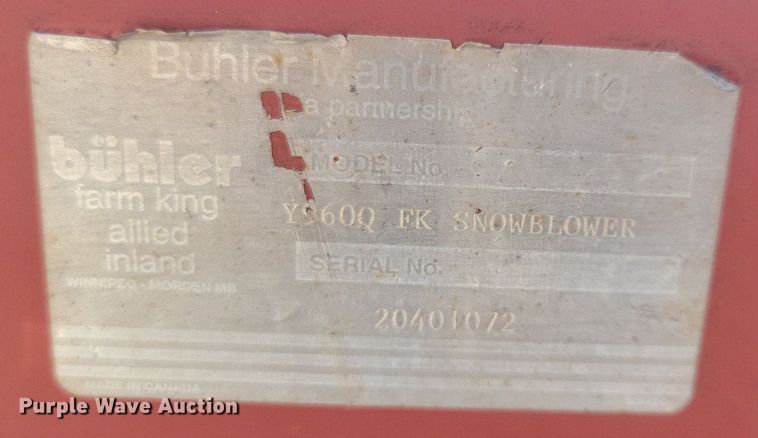 Buhler Manufacturing
a partnership
bühler
farm king
allied
inland
WINNIPEG - MORDEN MB
MODEL No.
Y960Q FK SNOWBLOWER
SERIAL No.
20401072
MADE IN CANADA
Purple Wave Auction